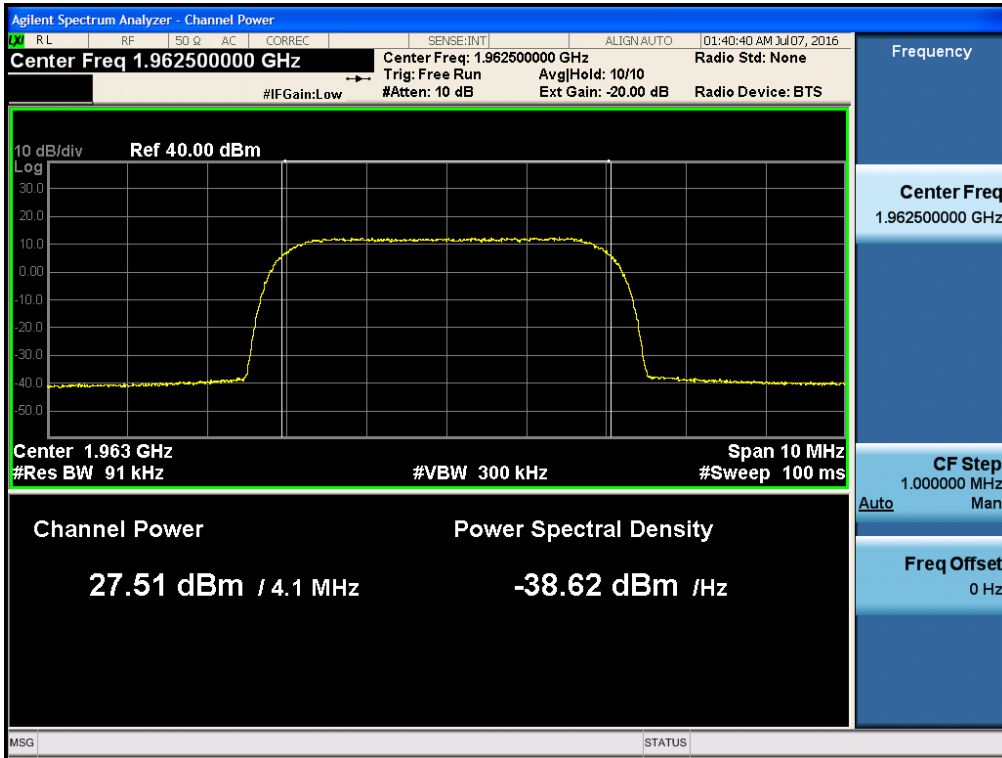 Agilent Spectrum Analyzer - Channel Power
LXI RL RF 50 Ω AC CORREC SENSE:INT ALIGN AUTO 01:40:40 AM Jul 07, 2016
Center Freq 1.962500000 GHz
Center Freq: 1.962500000 GHz Radio Std: None
Trig: Free Run Avg|Hold: 10/10
#IFGain:Low #Atten: 10 dB Ext Gain: -20.00 dB Radio Device: BTS
10 dB/div Ref 40.00 dBm
Log
30.0
20.0
10.0
0.00
-10.0
-20.0
-30.0
-40.0
-50.0
Center 1.963 GHz Span 10 MHz
#Res BW 91 kHz #VBW 300 kHz #Sweep 100 ms
Channel Power Power Spectral Density
27.51 dBm / 4.1 MHz -38.62 dBm /Hz
Frequency
Center Freq
1.962500000 GHz
CF Step
1.000000 MHz
Auto Man
Freq Offset
0 Hz
MSG STATUS